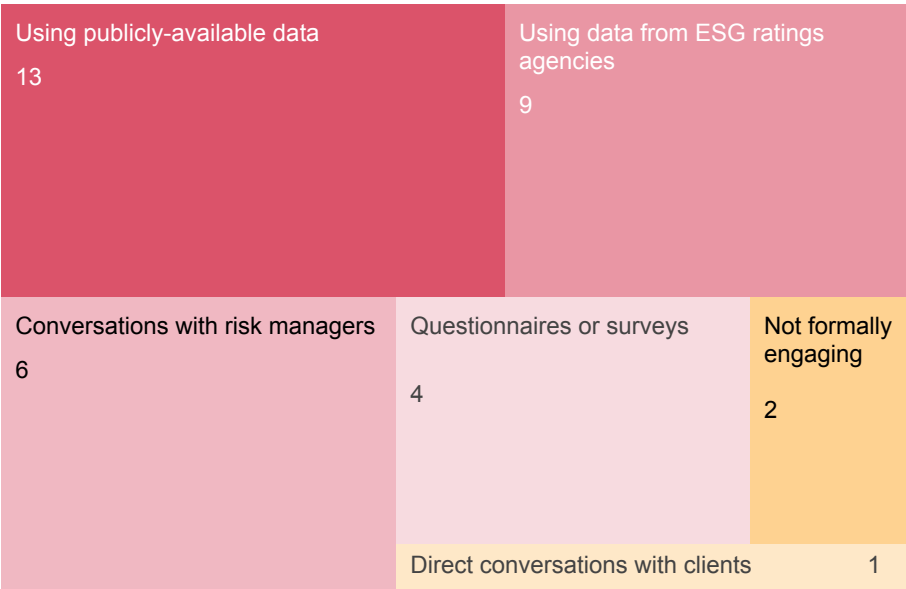 Using publicly-available data
13
Using data from ESG ratings
agencies
9
Conversations with risk managers
6
Questionnaires or surveys
4
Not formally
engaging
2
Direct conversations with clients 1